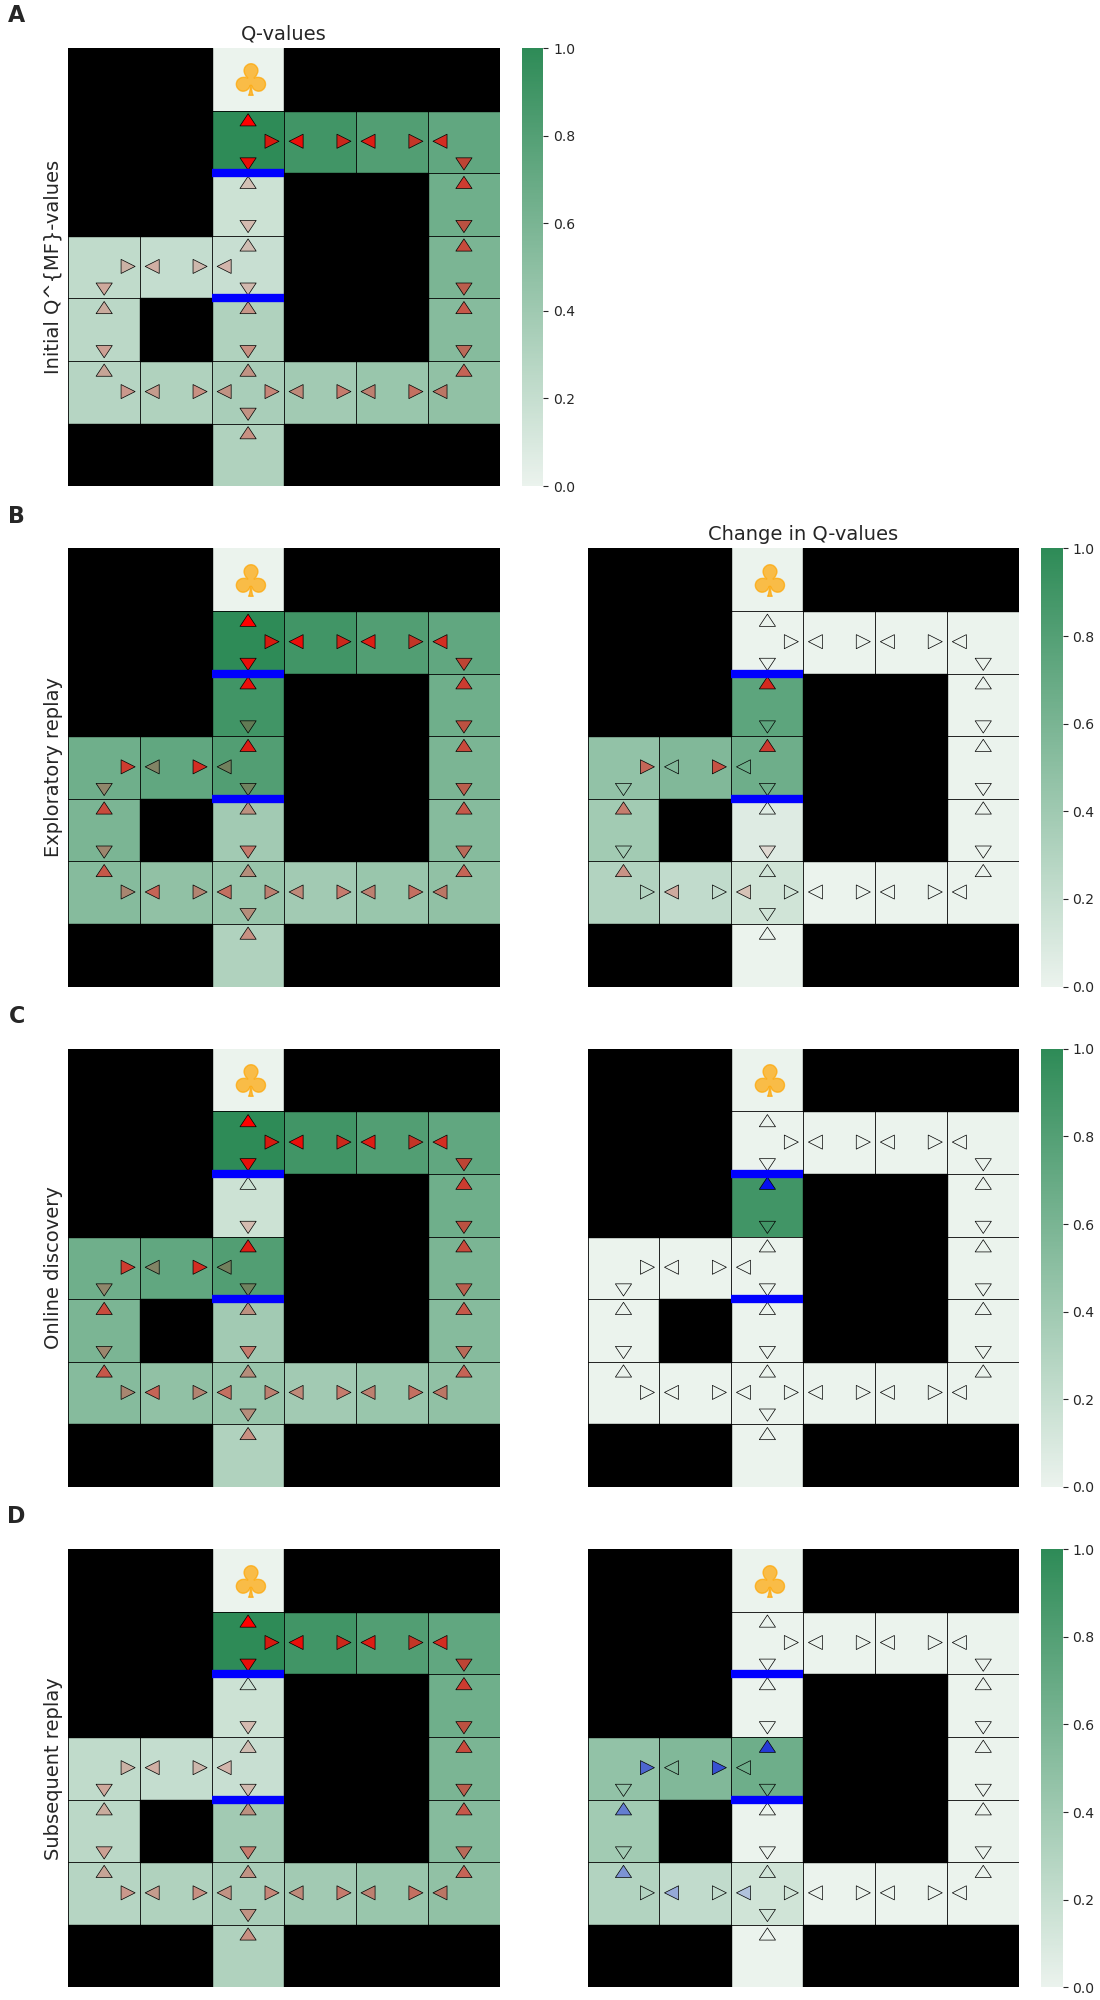 A
Q-values
Initial Q^{MF}-values
1.0
0.8
0.6
0.4
0.2
0.0
B
Change in Q-values
Exploratory replay
1.0
0.8
0.6
0.4
0.2
0.0
C
Online discovery
1.0
0.8
0.6
0.4
0.2
0.0
D
Subsequent replay
1.0
0.8
0.6
0.4
0.2
0.0